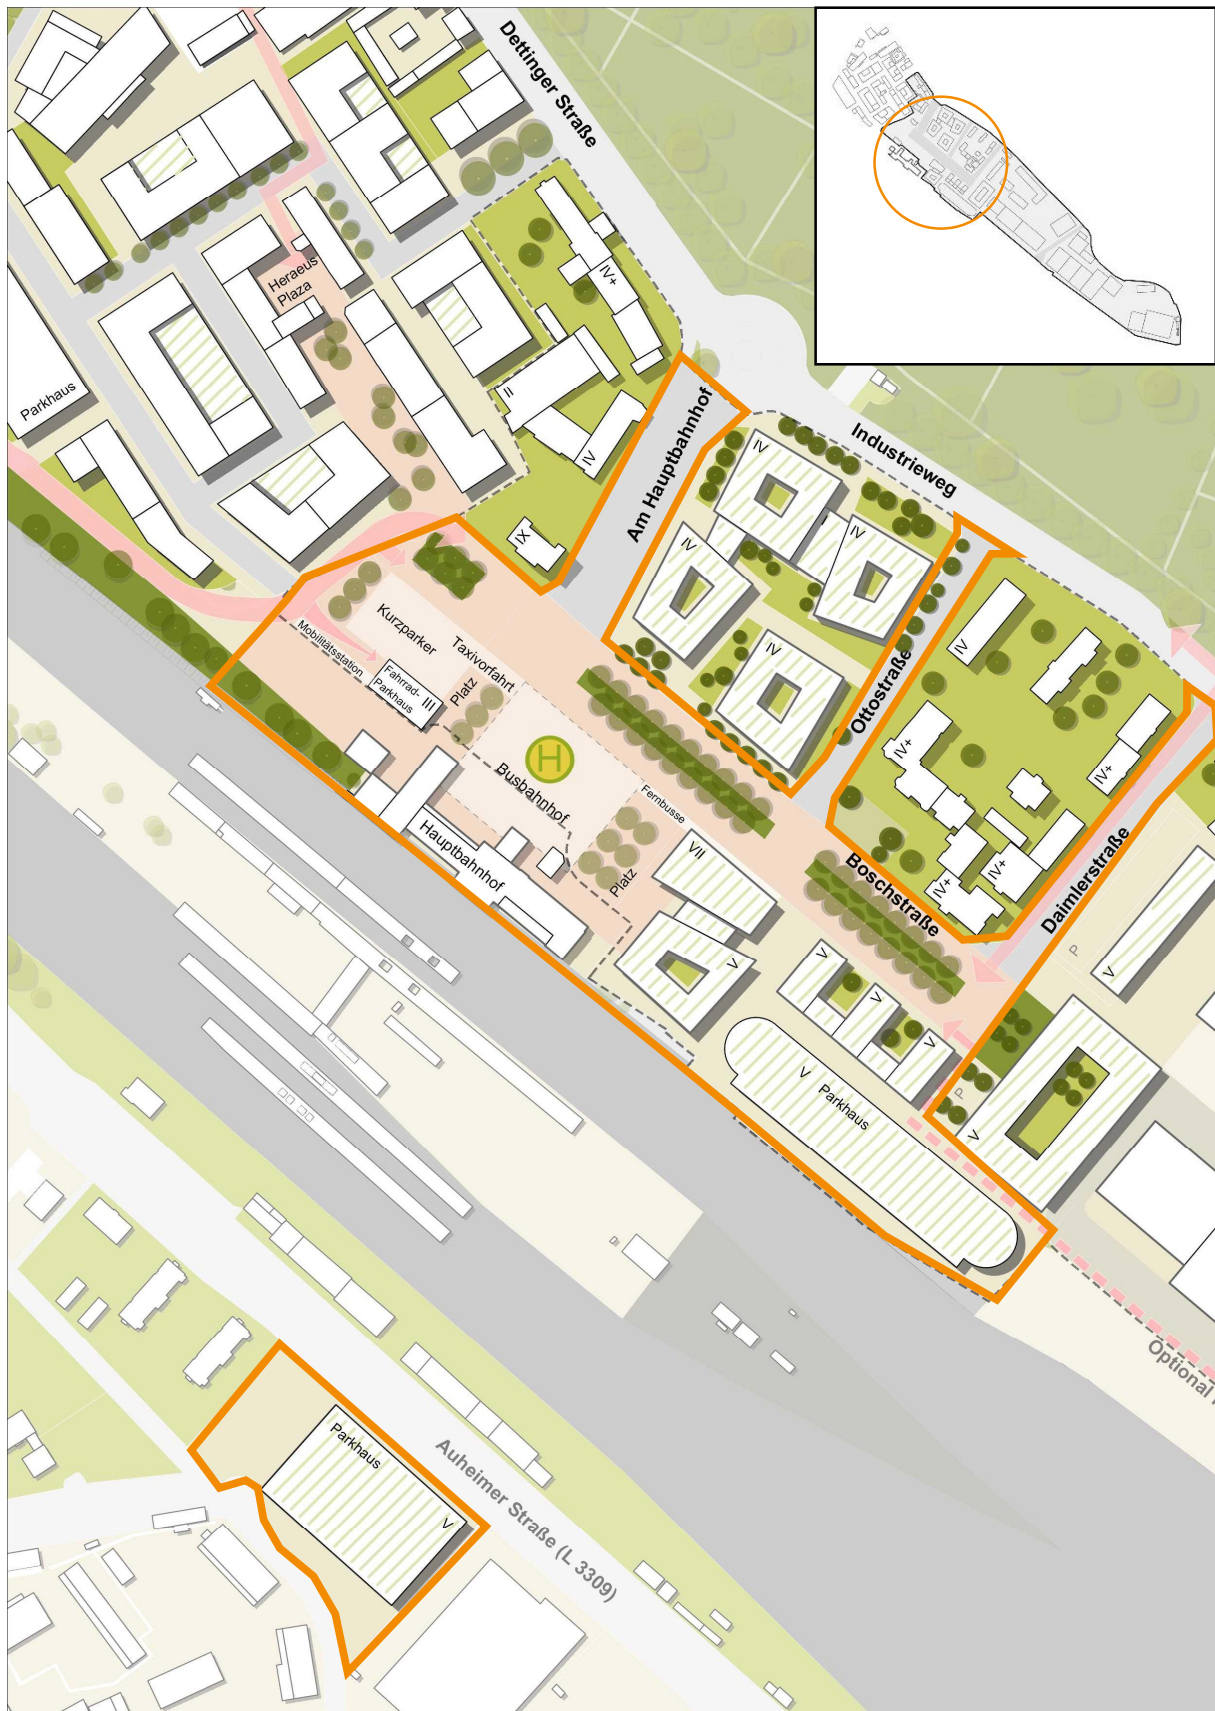 Dettinger Straße
Heraeus
Plaza
IV+
Parkhaus
II
IV
Am Hauptbahnhof
Industrieweg
IV
IX
IV
IV
Kurzparker
Taxivorfahrt
Mobilitätsstation
Fahrrad-
Parkhaus
III
Platz
IV
Ottostraße
IV
IV+
IV+
H
Busbahnhof
Fernbusse
Hauptbahnhof
VII
Platz
Boschstraße
IV+
IV+
Daimlerstraße
P
V
V
V
V
V
V
Parkhaus
P
V
Optional
Parkhaus
V
Auheimer Straße (L 3309)